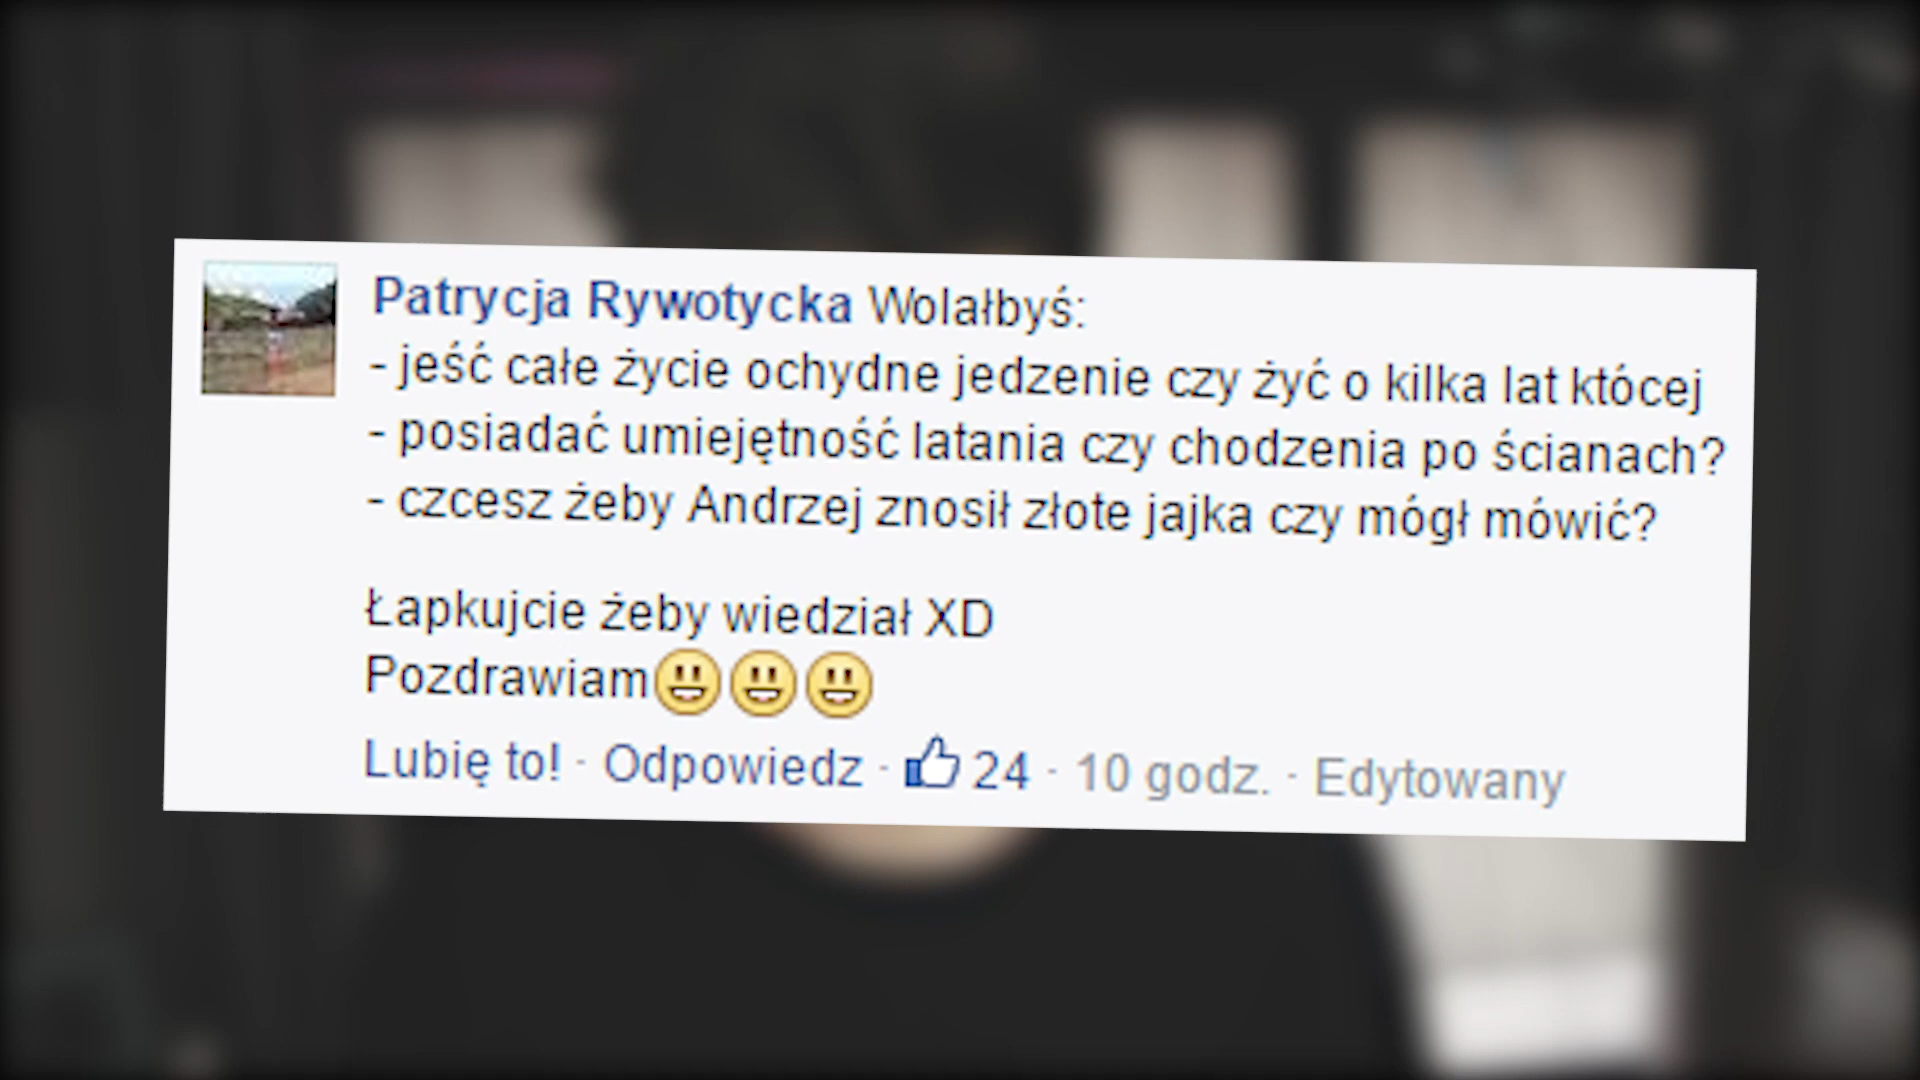 Patrycja Rywotycka Wolałbyś:
- jeść całe życie ochydne jedzenie czy żyć o kilka lat któcej
- posiadać umiejętność latania czy chodzenia po ścianach?
- czcesz żeby Andrzej znosił złote jajka czy mógł mówić?
Łapkujcie żeby wiedział XD
Pozdrawiam😃😃😃
Lubię to! · Odpowiedz · 24 · 10 godz. · Edytowany